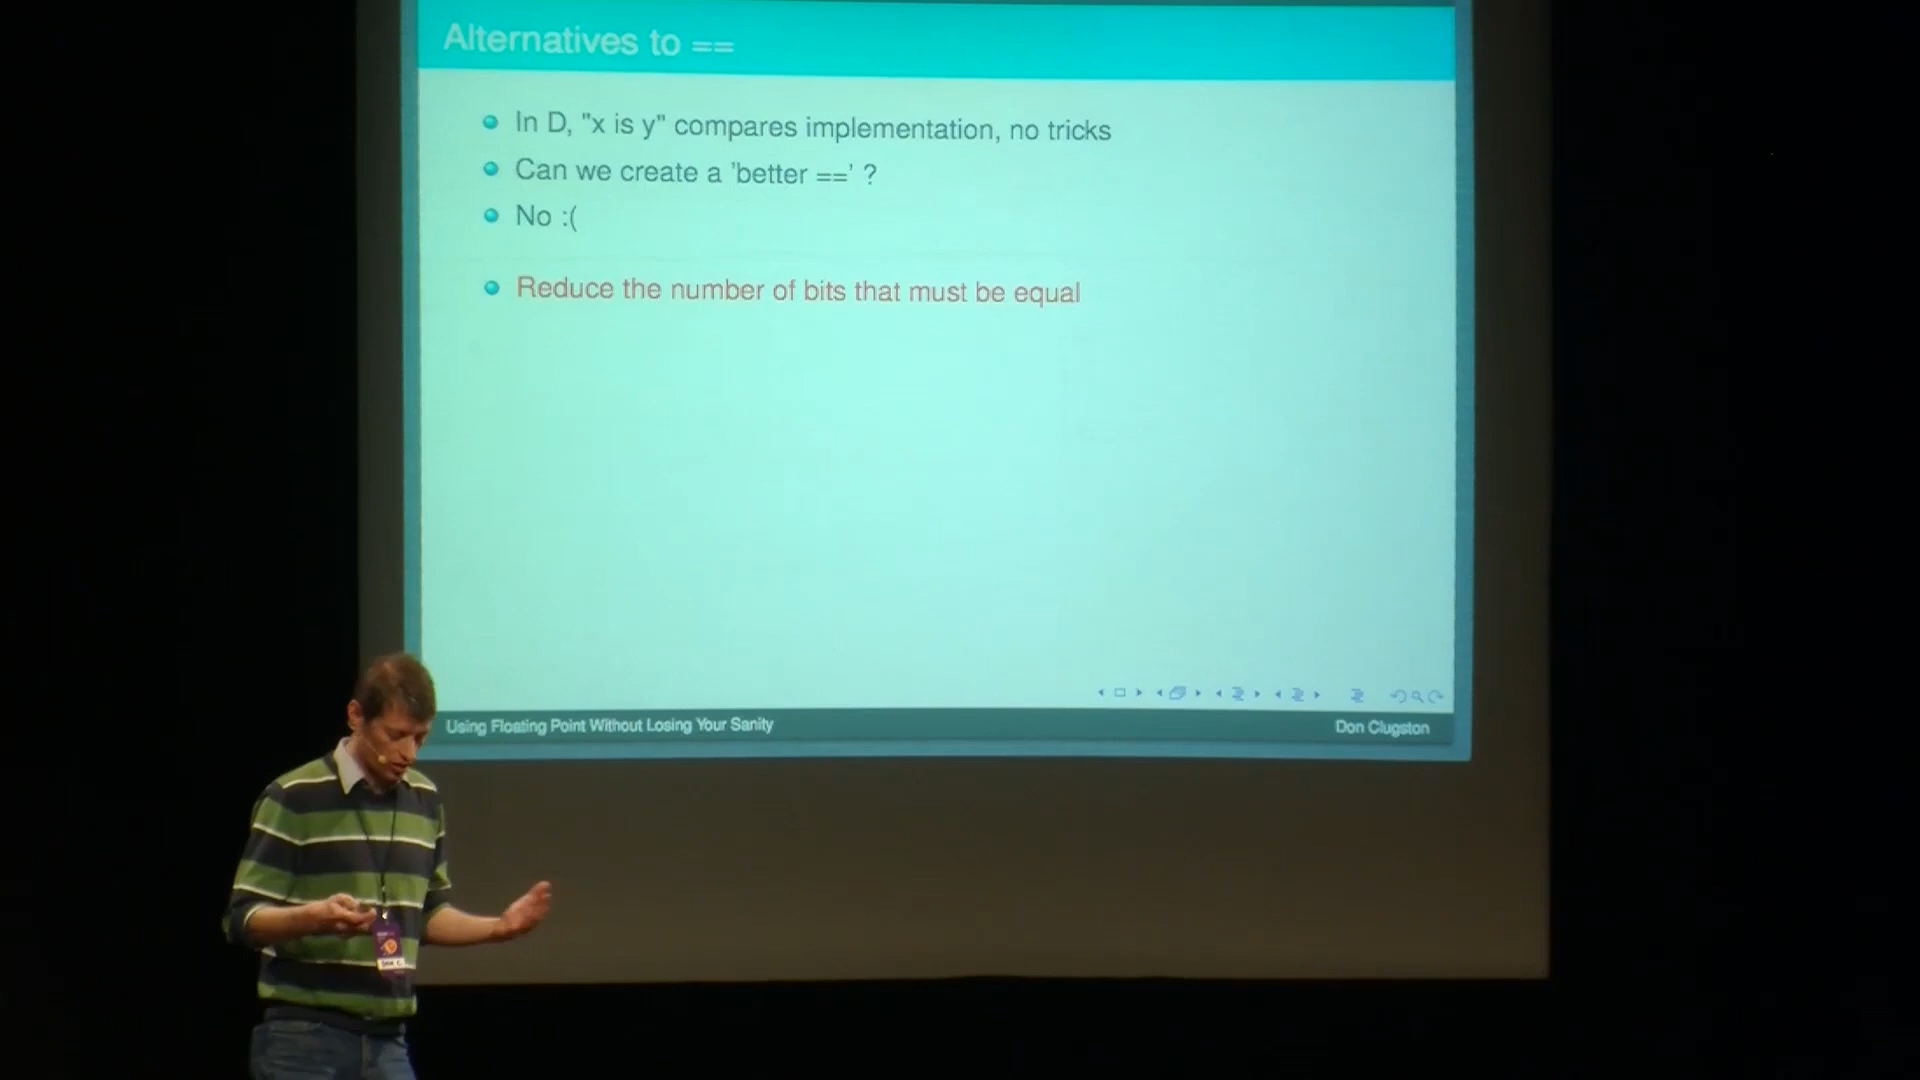 Alternatives to ==
In D, "x is y" compares implementation, no tricks
Can we create a 'better ==' ?
No :(
Reduce the number of bits that must be equal
Using Floating Point Without Losing Your Sanity
Don Clugston